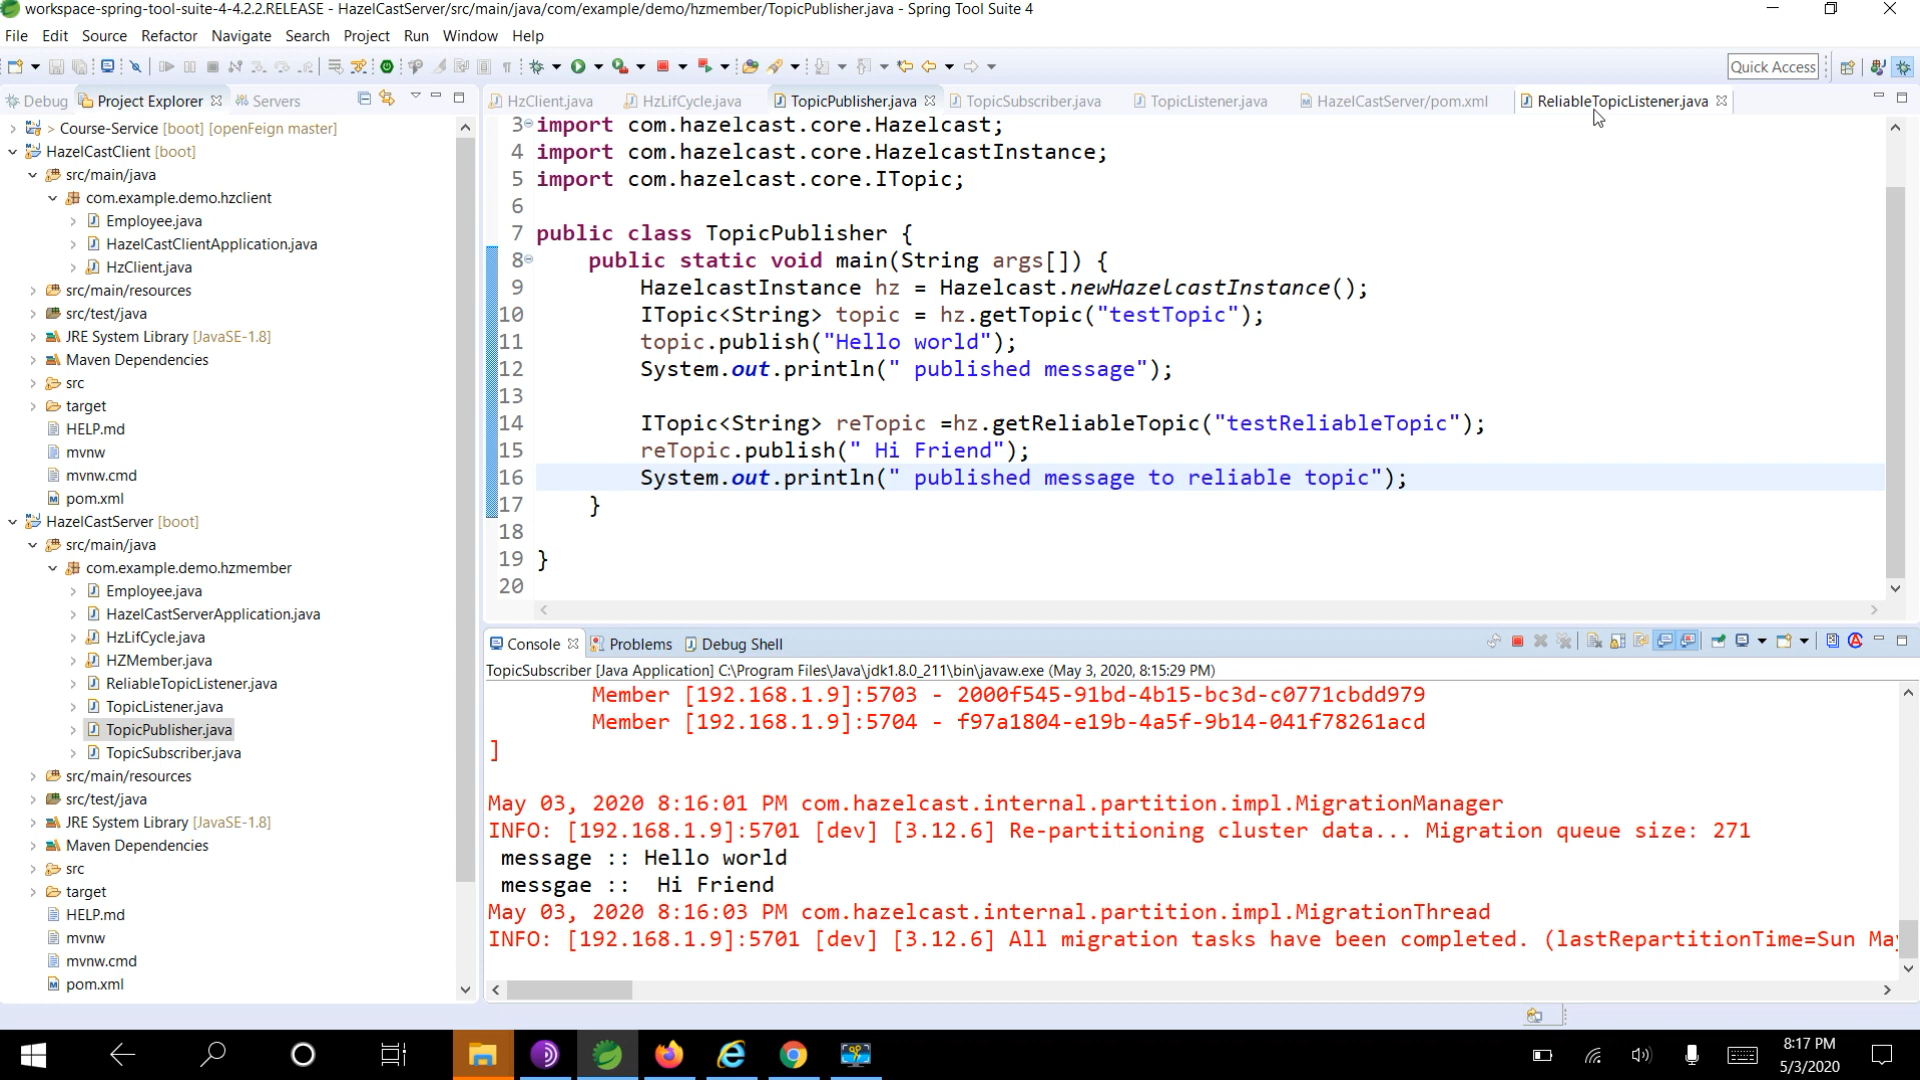 workspace-spring-tool-suite-4-4.2.2.RELEASE - HazelCastServer/src/main/java/com/example/demo/hzmember/TopicPublisher.java - Spring Tool Suite 4
File Edit Source Refactor Navigate Search Project Run Window Help
Quick Access
Debug Project Explorer Servers
> Course-Service [boot] [openFeign master]
HazelCastClient [boot]
src/main/java
com.example.demo.hzclient
Employee.java
HazelCastClientApplication.java
HzClient.java
src/main/resources
src/test/java
JRE System Library [JavaSE-1.8]
Maven Dependencies
src
target
HELP.md
mvnw
mvnw.cmd
pom.xml
HazelCastServer [boot]
src/main/java
com.example.demo.hzmember
Employee.java
HazelCastServerApplication.java
HzLifCycle.java
HZMember.java
ReliableTopicListener.java
TopicListener.java
TopicPublisher.java
TopicSubscriber.java
src/main/resources
src/test/java
JRE System Library [JavaSE-1.8]
Maven Dependencies
src
target
HELP.md
mvnw
mvnw.cmd
pom.xml
HzClient.java HzLifCycle.java TopicPublisher.java TopicSubscriber.java TopicListener.java HazelCastServer/pom.xml ReliableTopicListener.java
3 import com.hazelcast.core.Hazelcast;
4 import com.hazelcast.core.HazelcastInstance;
5 import com.hazelcast.core.ITopic;
6
7 public class TopicPublisher {
8 public static void main(String args[]) {
9 HazelcastInstance hz = Hazelcast.newHazelcastInstance();
10 ITopic<String> topic = hz.getTopic("testTopic");
11 topic.publish("Hello world");
12 System.out.println(" published message");
13
14 ITopic<String> reTopic =hz.getReliableTopic("testReliableTopic");
15 reTopic.publish(" Hi Friend");
16 System.out.println(" published message to reliable topic");
17 }
18
19 }
20
Console Problems Debug Shell
TopicSubscriber [Java Application] C:\Program Files\Java\jdk1.8.0_211\bin\javaw.exe (May 3, 2020, 8:15:29 PM)
Member [192.168.1.9]:5703 - 2000f545-91bd-4b15-bc3d-c0771cbdd979
Member [192.168.1.9]:5704 - f97a1804-e19b-4a5f-9b14-041f78261acd
]
May 03, 2020 8:16:01 PM com.hazelcast.internal.partition.impl.MigrationManager
INFO: [192.168.1.9]:5701 [dev] [3.12.6] Re-partitioning cluster data... Migration queue size: 271
message :: Hello world
messgae :: Hi Friend
May 03, 2020 8:16:03 PM com.hazelcast.internal.partition.impl.MigrationThread
INFO: [192.168.1.9]:5701 [dev] [3.12.6] All migration tasks have been completed. (lastRepartitionTime=Sun May
8:17 PM
5/3/2020